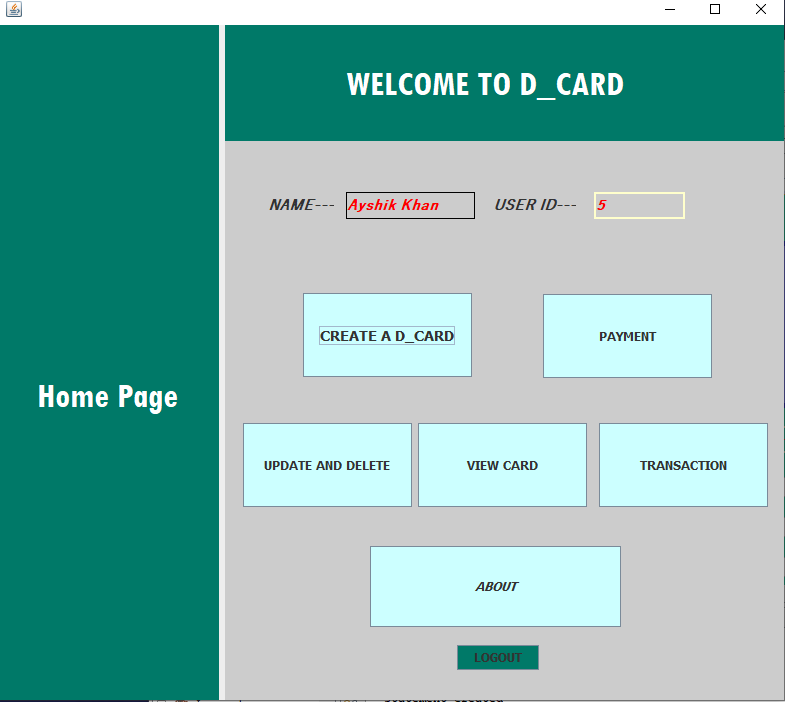 WELCOME TO D_CARD
NAME--- Ayshik Khan USER ID--- 5
CREATE A D_CARD PAYMENT
Home Page
UPDATE AND DELETE VIEW CARD TRANSACTION
ABOUT
LOGOUT